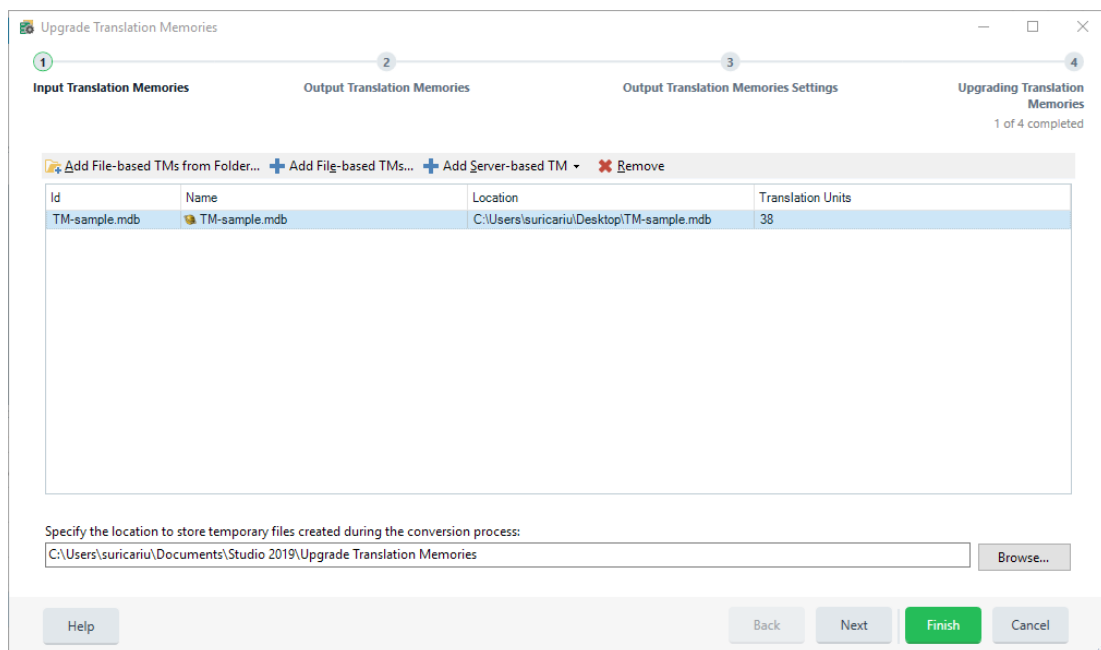 Upgrade Translation Memories
1 2 3 4
Input Translation Memories Output Translation Memories Output Translation Memories Settings Upgrading Translation
Memories
1 of 4 completed
Add File-based TMs from Folder... Add File-based TMs... Add Server-based TM Remove
Id Name Location Translation Units
TM-sample.mdb TM-sample.mdb C:\Users\suricariu\Desktop\TM-sample.mdb 38
Specify the location to store temporary files created during the conversion process:
C:\Users\suricariu\Documents\Studio 2019\Upgrade Translation Memories Browse...
Help Back Next Finish Cancel